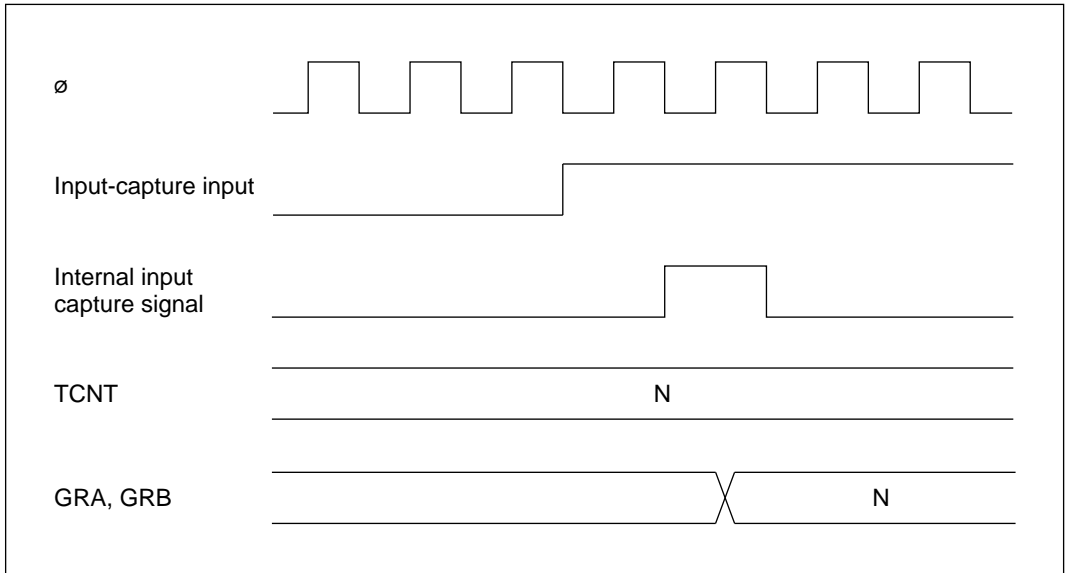 ø
Input-capture input
Internal input
capture signal
TCNT
N
GRA, GRB
N